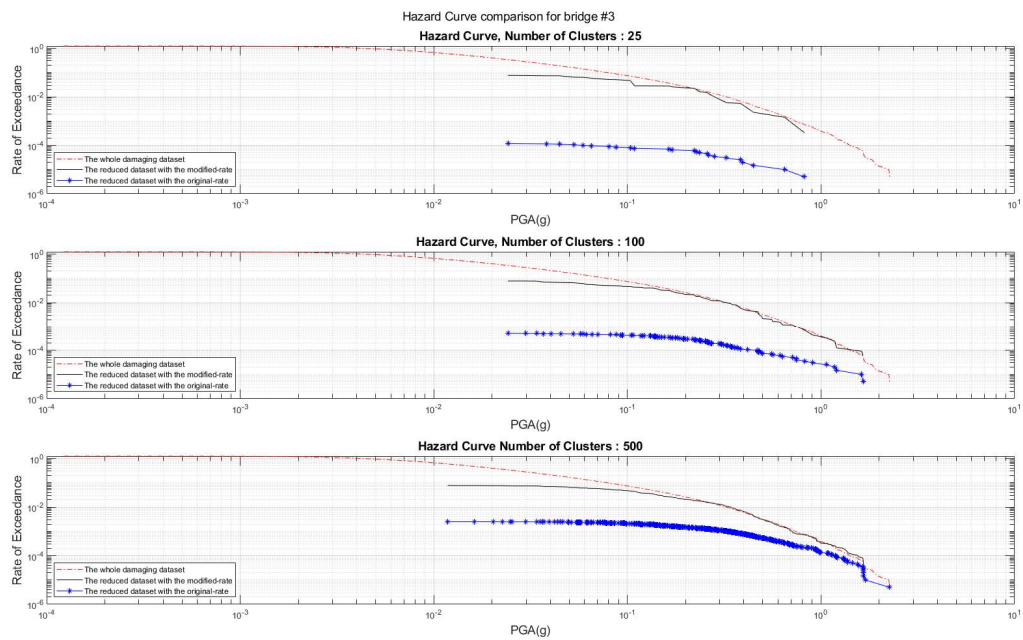 Hazard Curve comparison for bridge #3
Hazard Curve, Number of Clusters : 25
Rate of Exceedance
10^0
10^-2
10^-4
10^-6
The whole damaging dataset
The reduced dataset with the modified-rate
The reduced dataset with the original-rate
10^-4 10^-3 10^-2 10^-1 10^0 10^1
PGA(g)
Hazard Curve, Number of Clusters : 100
Rate of Exceedance
10^0
10^-2
10^-4
10^-6
The whole damaging dataset
The reduced dataset with the modified-rate
The reduced dataset with the original-rate
10^-4 10^-3 10^-2 10^-1 10^0 10^1
PGA(g)
Hazard Curve Number of Clusters : 500
Rate of Exceedance
10^0
10^-2
10^-4
10^-6
The whole damaging dataset
The reduced dataset with the modified-rate
The reduced dataset with the original-rate
10^-4 10^-3 10^-2 10^-1 10^0 10^1
PGA(g)